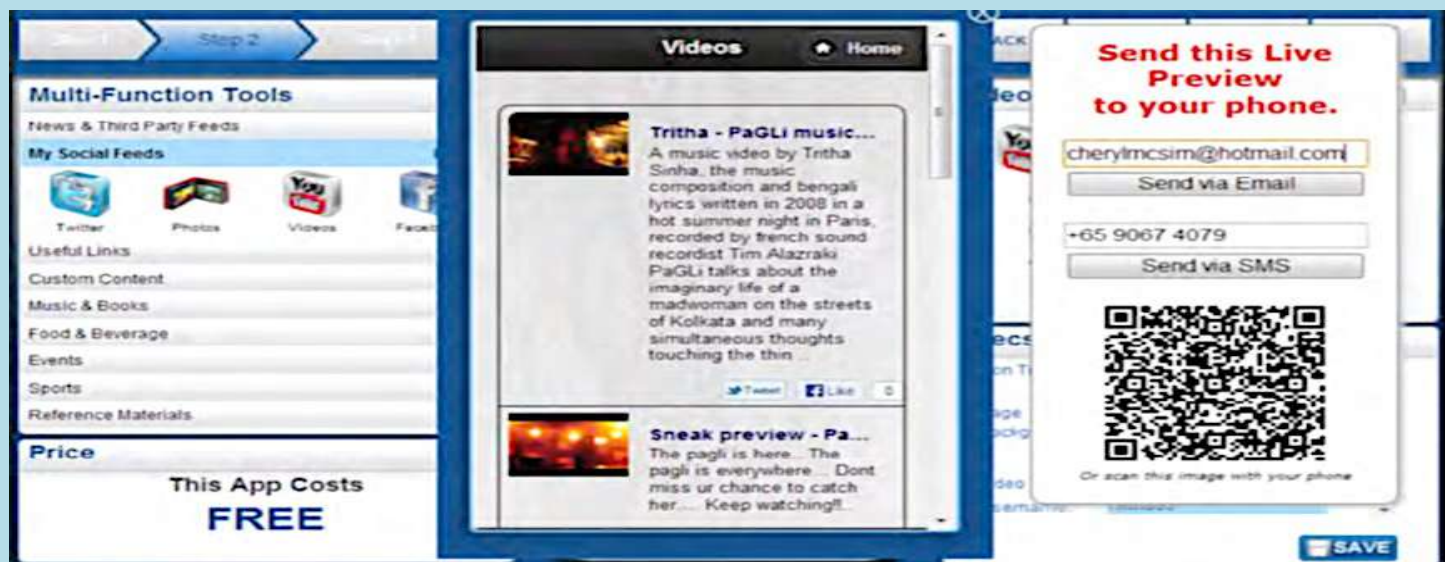 Step 2
Multi-Function Tools
News & Third Party Feeds
My Social Feeds
Twitter
Photos
Videos
Useful Links
Custom Content
Music & Books
Food & Beverage
Events
Sports
Reference Materials
Price
This App Costs
FREE
Videos
Home
Tritha - PaGLi music...
A music video by Tritha
Sinha, the music
composition and bengali
lyrics written in 2008 in a
hot summer night in Paris,
recorded by french sound
recordist Tim Alazraki
PaGLi talks about the
imaginary life of a
madwoman on the streets
of Kolkata and many
simultaneous thoughts
touching the thin ...
Tweet
Like
0
Sneak preview - Pa...
The pagli is here... The
pagli is everywhere... Dont
miss ur chance to catch
her.... Keep watching!!..
Send this Live
Preview
to your phone.
cherylmcsim@hotmail.com
Send via Email
+65 9067 4079
Send via SMS
Or scan this image with your phone
SAVE